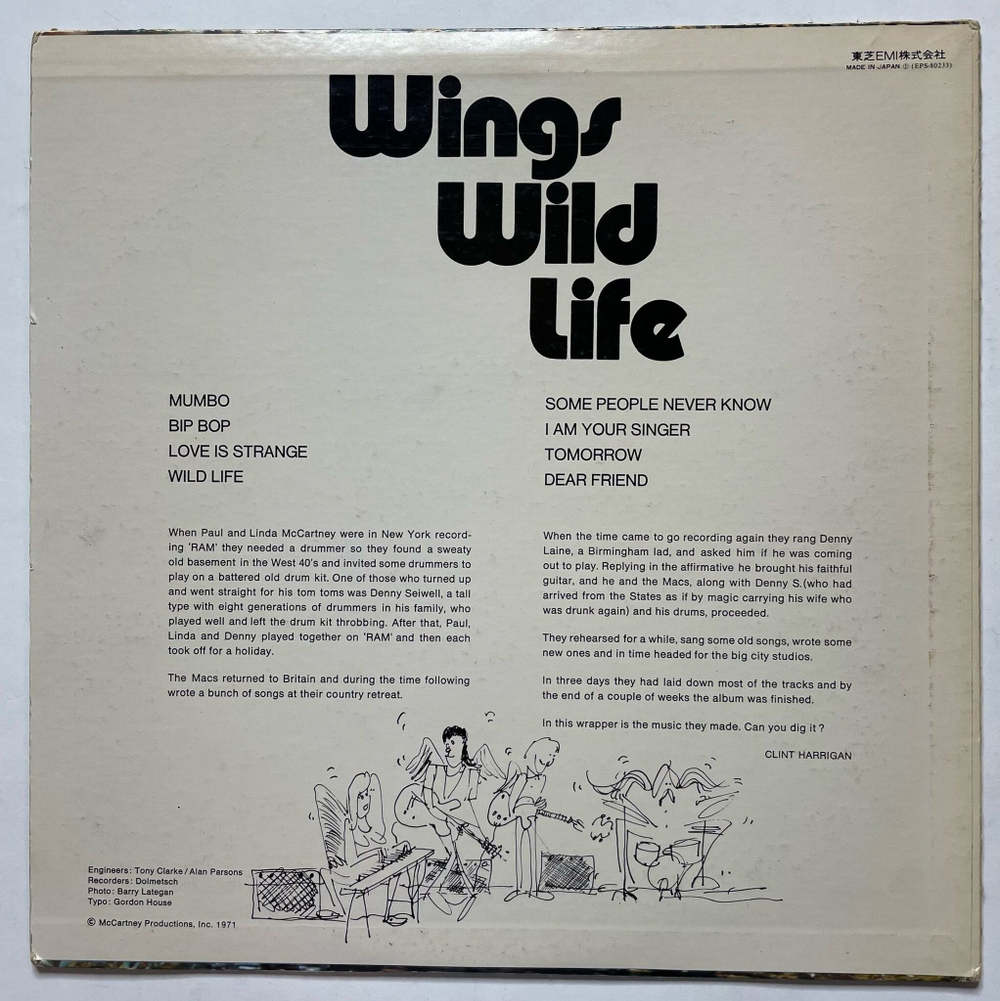 東芝EMI株式会社
MADE IN JAPAN ① (EPS-80233)
Wings
Wild
Life
MUMBO
BIP BOP
LOVE IS STRANGE
WILD LIFE
SOME PEOPLE NEVER KNOW
I AM YOUR SINGER
TOMORROW
DEAR FRIEND
When Paul and Linda McCartney were in New York record-
ing 'RAM' they needed a drummer so they found a sweaty
old basement in the West 40's and invited some drummers to
play on a battered old drum kit. One of those who turned up
and went straight for his tom toms was Denny Seiwell, a tall
type with eight generations of drummers in his family, who
played well and left the drum kit throbbing. After that, Paul,
Linda and Denny played together on 'RAM' and then each
took off for a holiday.
The Macs returned to Britain and during the time following
wrote a bunch of songs at their country retreat.
When the time came to go recording again they rang Denny
Laine, a Birmingham lad, and asked him if he was coming
out to play. Replying in the affirmative he brought his faithful
guitar, and he and the Macs, along with Denny S.(who had
arrived from the States as if by magic carrying his wife who
was drunk again) and his drums, proceeded.
They rehearsed for a while, sang some old songs, wrote some
new ones and in time headed for the big city studios.
In three days they had laid down most of the tracks and by
the end of a couple of weeks the album was finished.
In this wrapper is the music they made. Can you dig it?
CLINT HARRIGAN
Engineers: Tony Clarke/Alan Parsons
Recorders: Dolmetsch
Photo: Barry Lategan
Typo: Gordon House
© McCartney Productions, Inc. 1971